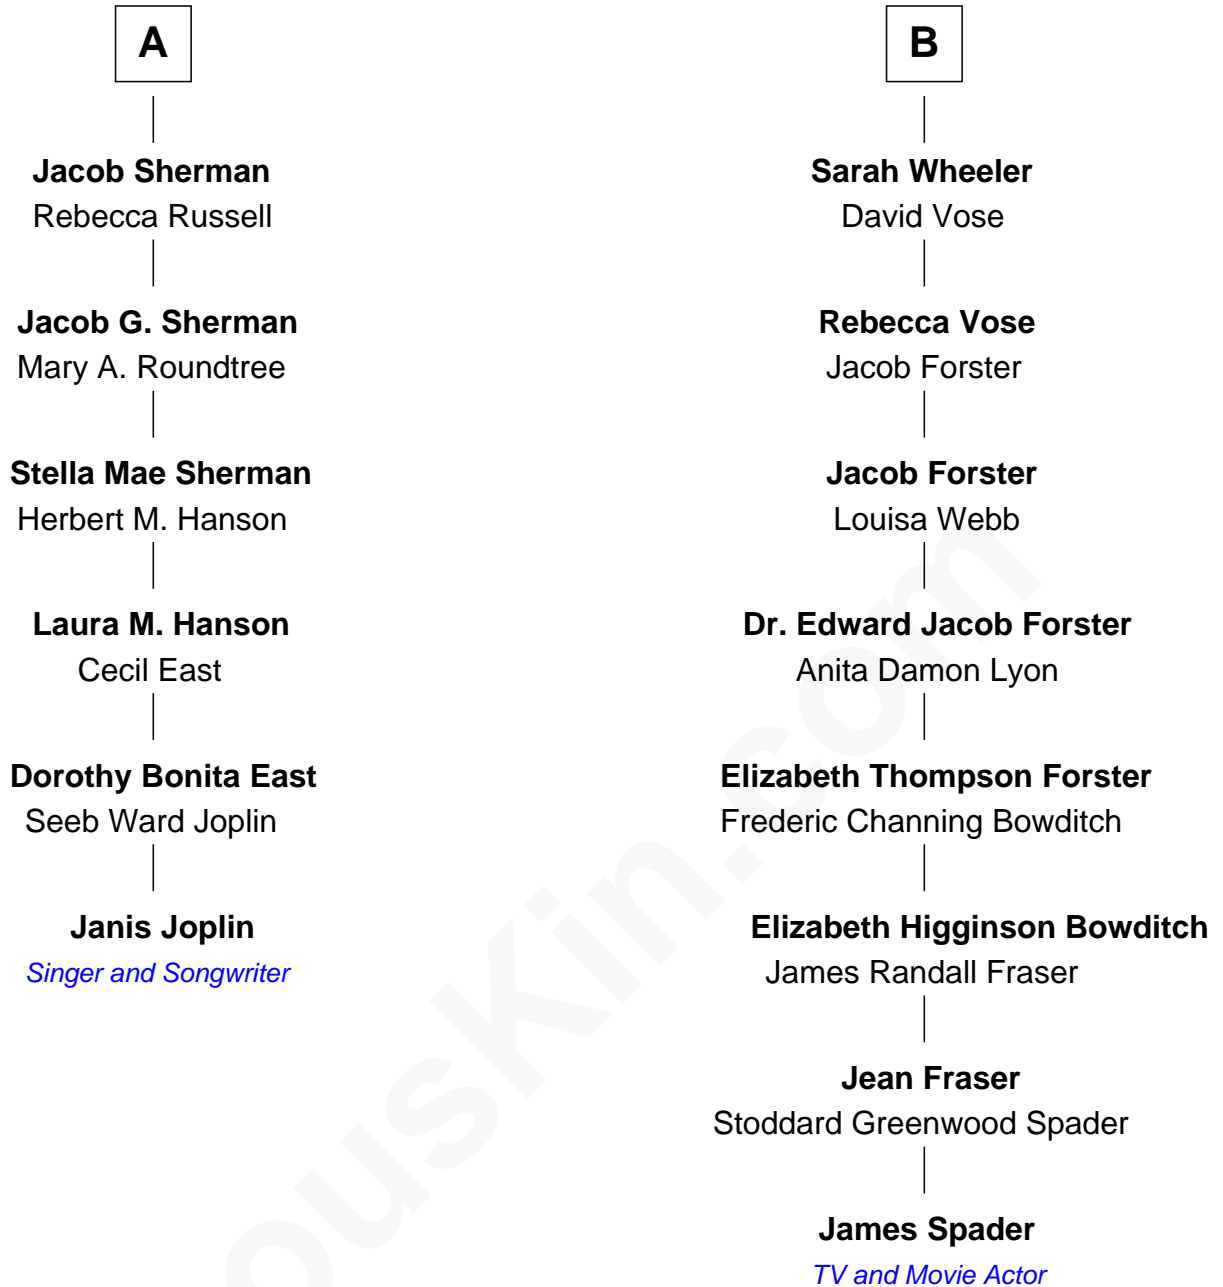 A
Jacob Sherman
Rebecca Russell
Jacob G. Sherman
Mary A. Roundtree
Stella Mae Sherman
Herbert M. Hanson
Laura M. Hanson
Cecil East
Dorothy Bonita East
Seeb Ward Joplin
Janis Joplin
Singer and Songwriter
B
Sarah Wheeler
David Vose
Rebecca Vose
Jacob Forster
Jacob Forster
Louisa Webb
Dr. Edward Jacob Forster
Anita Damon Lyon
Elizabeth Thompson Forster
Frederic Channing Bowditch
Elizabeth Higginson Bowditch
James Randall Fraser
Jean Fraser
Stoddard Greenwood Spader
James Spader
TV and Movie Actor
ousKin.com